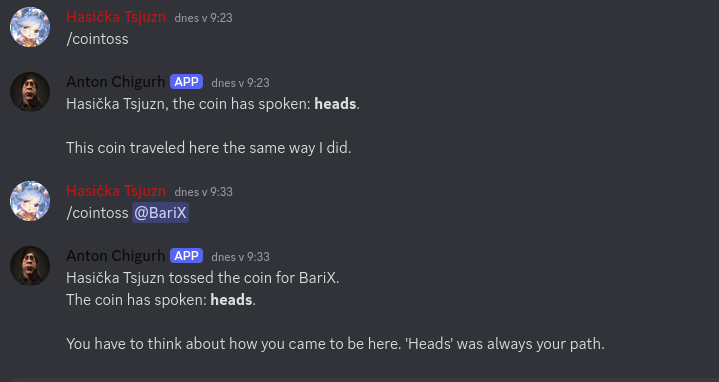 Hasička Tsjuzn dnes v 9:23
/cointoss
Anton Chigurh APP dnes v 9:23
Hasička Tsjuzn, the coin has spoken: heads.
This coin traveled here the same way I did.
Hasička Tsjuzn dnes v 9:33
/cointoss @BariX
Anton Chigurh APP dnes v 9:33
Hasička Tsjuzn tossed the coin for BariX.
The coin has spoken: heads.
You have to think about how you came to be here. 'Heads' was always your path.